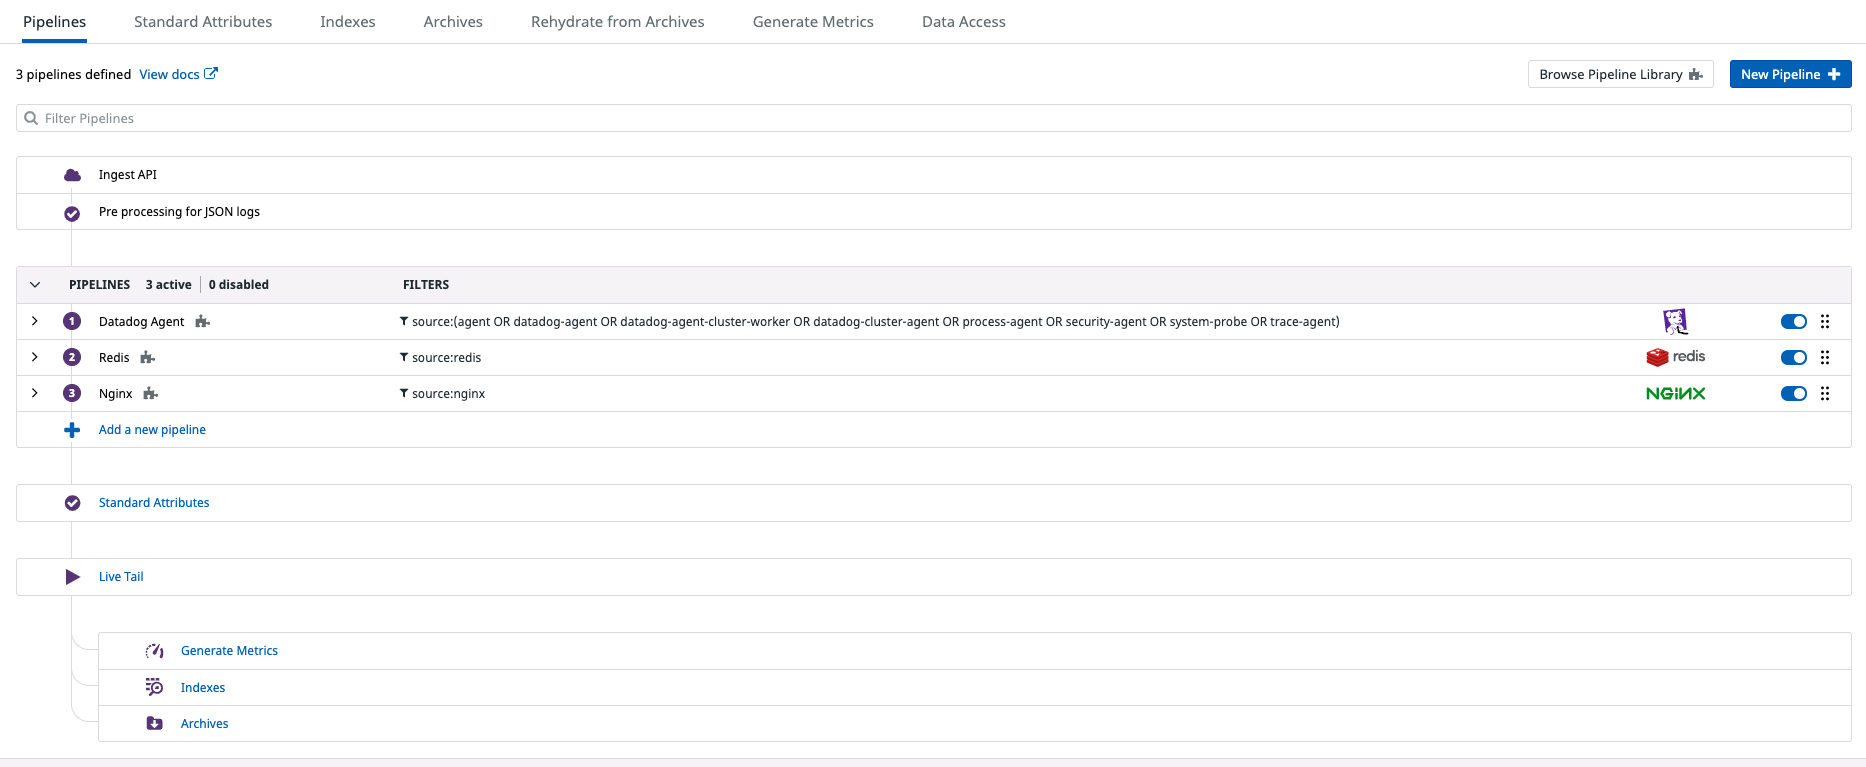 Pipelines Standard Attributes Indexes Archives Rehydrate from Archives Generate Metrics Data Access
3 pipelines defined View docs Browse Pipeline Library New Pipeline
Filter Pipelines
Ingest API
Pre processing for JSON logs
PIPELINES 3 active 0 disabled FILTERS
1 Datadog Agent source:(agent OR datadog-agent OR datadog-agent-cluster-worker OR datadog-cluster-agent OR process-agent OR security-agent OR system-probe OR trace-agent)
2 Redis source:redis redis
3 Nginx source:nginx NGINX
Add a new pipeline
Standard Attributes
Live Tail
Generate Metrics
Indexes
Archives